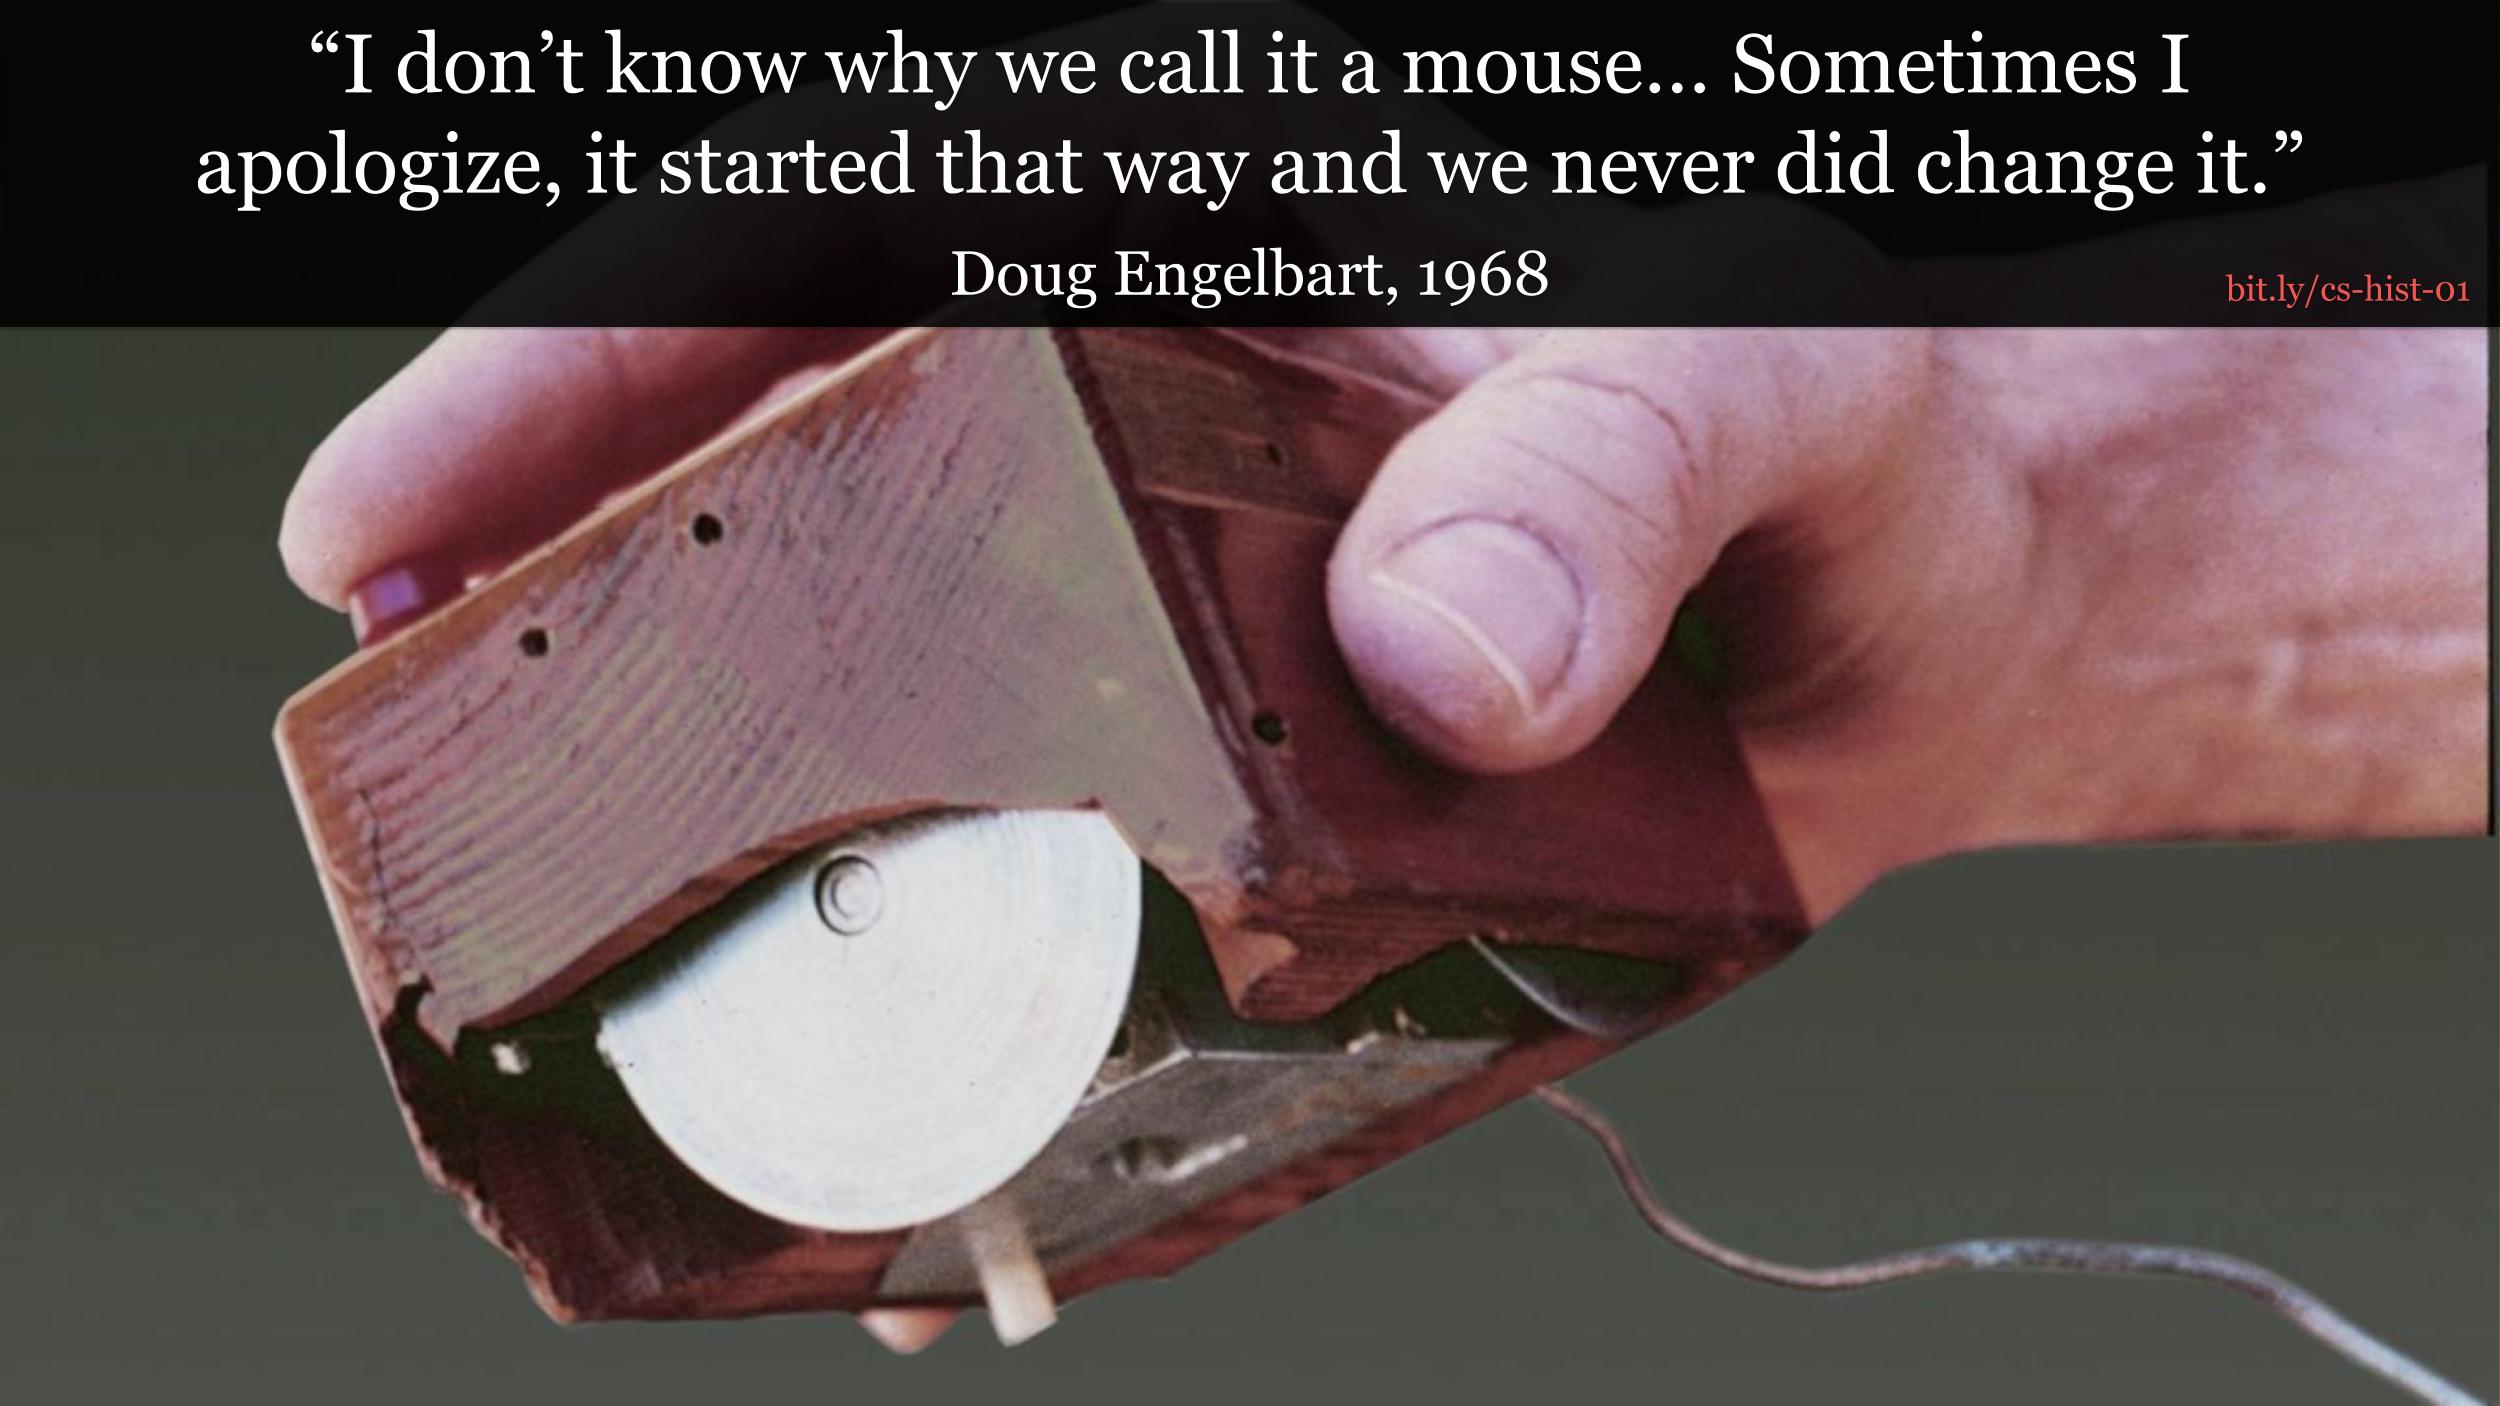 “I don’t know why we call it a mouse... Sometimes I
apologize, it started that way and we never did change it.”
Doug Engelbart, 1968
bit.ly/cs-hist-01